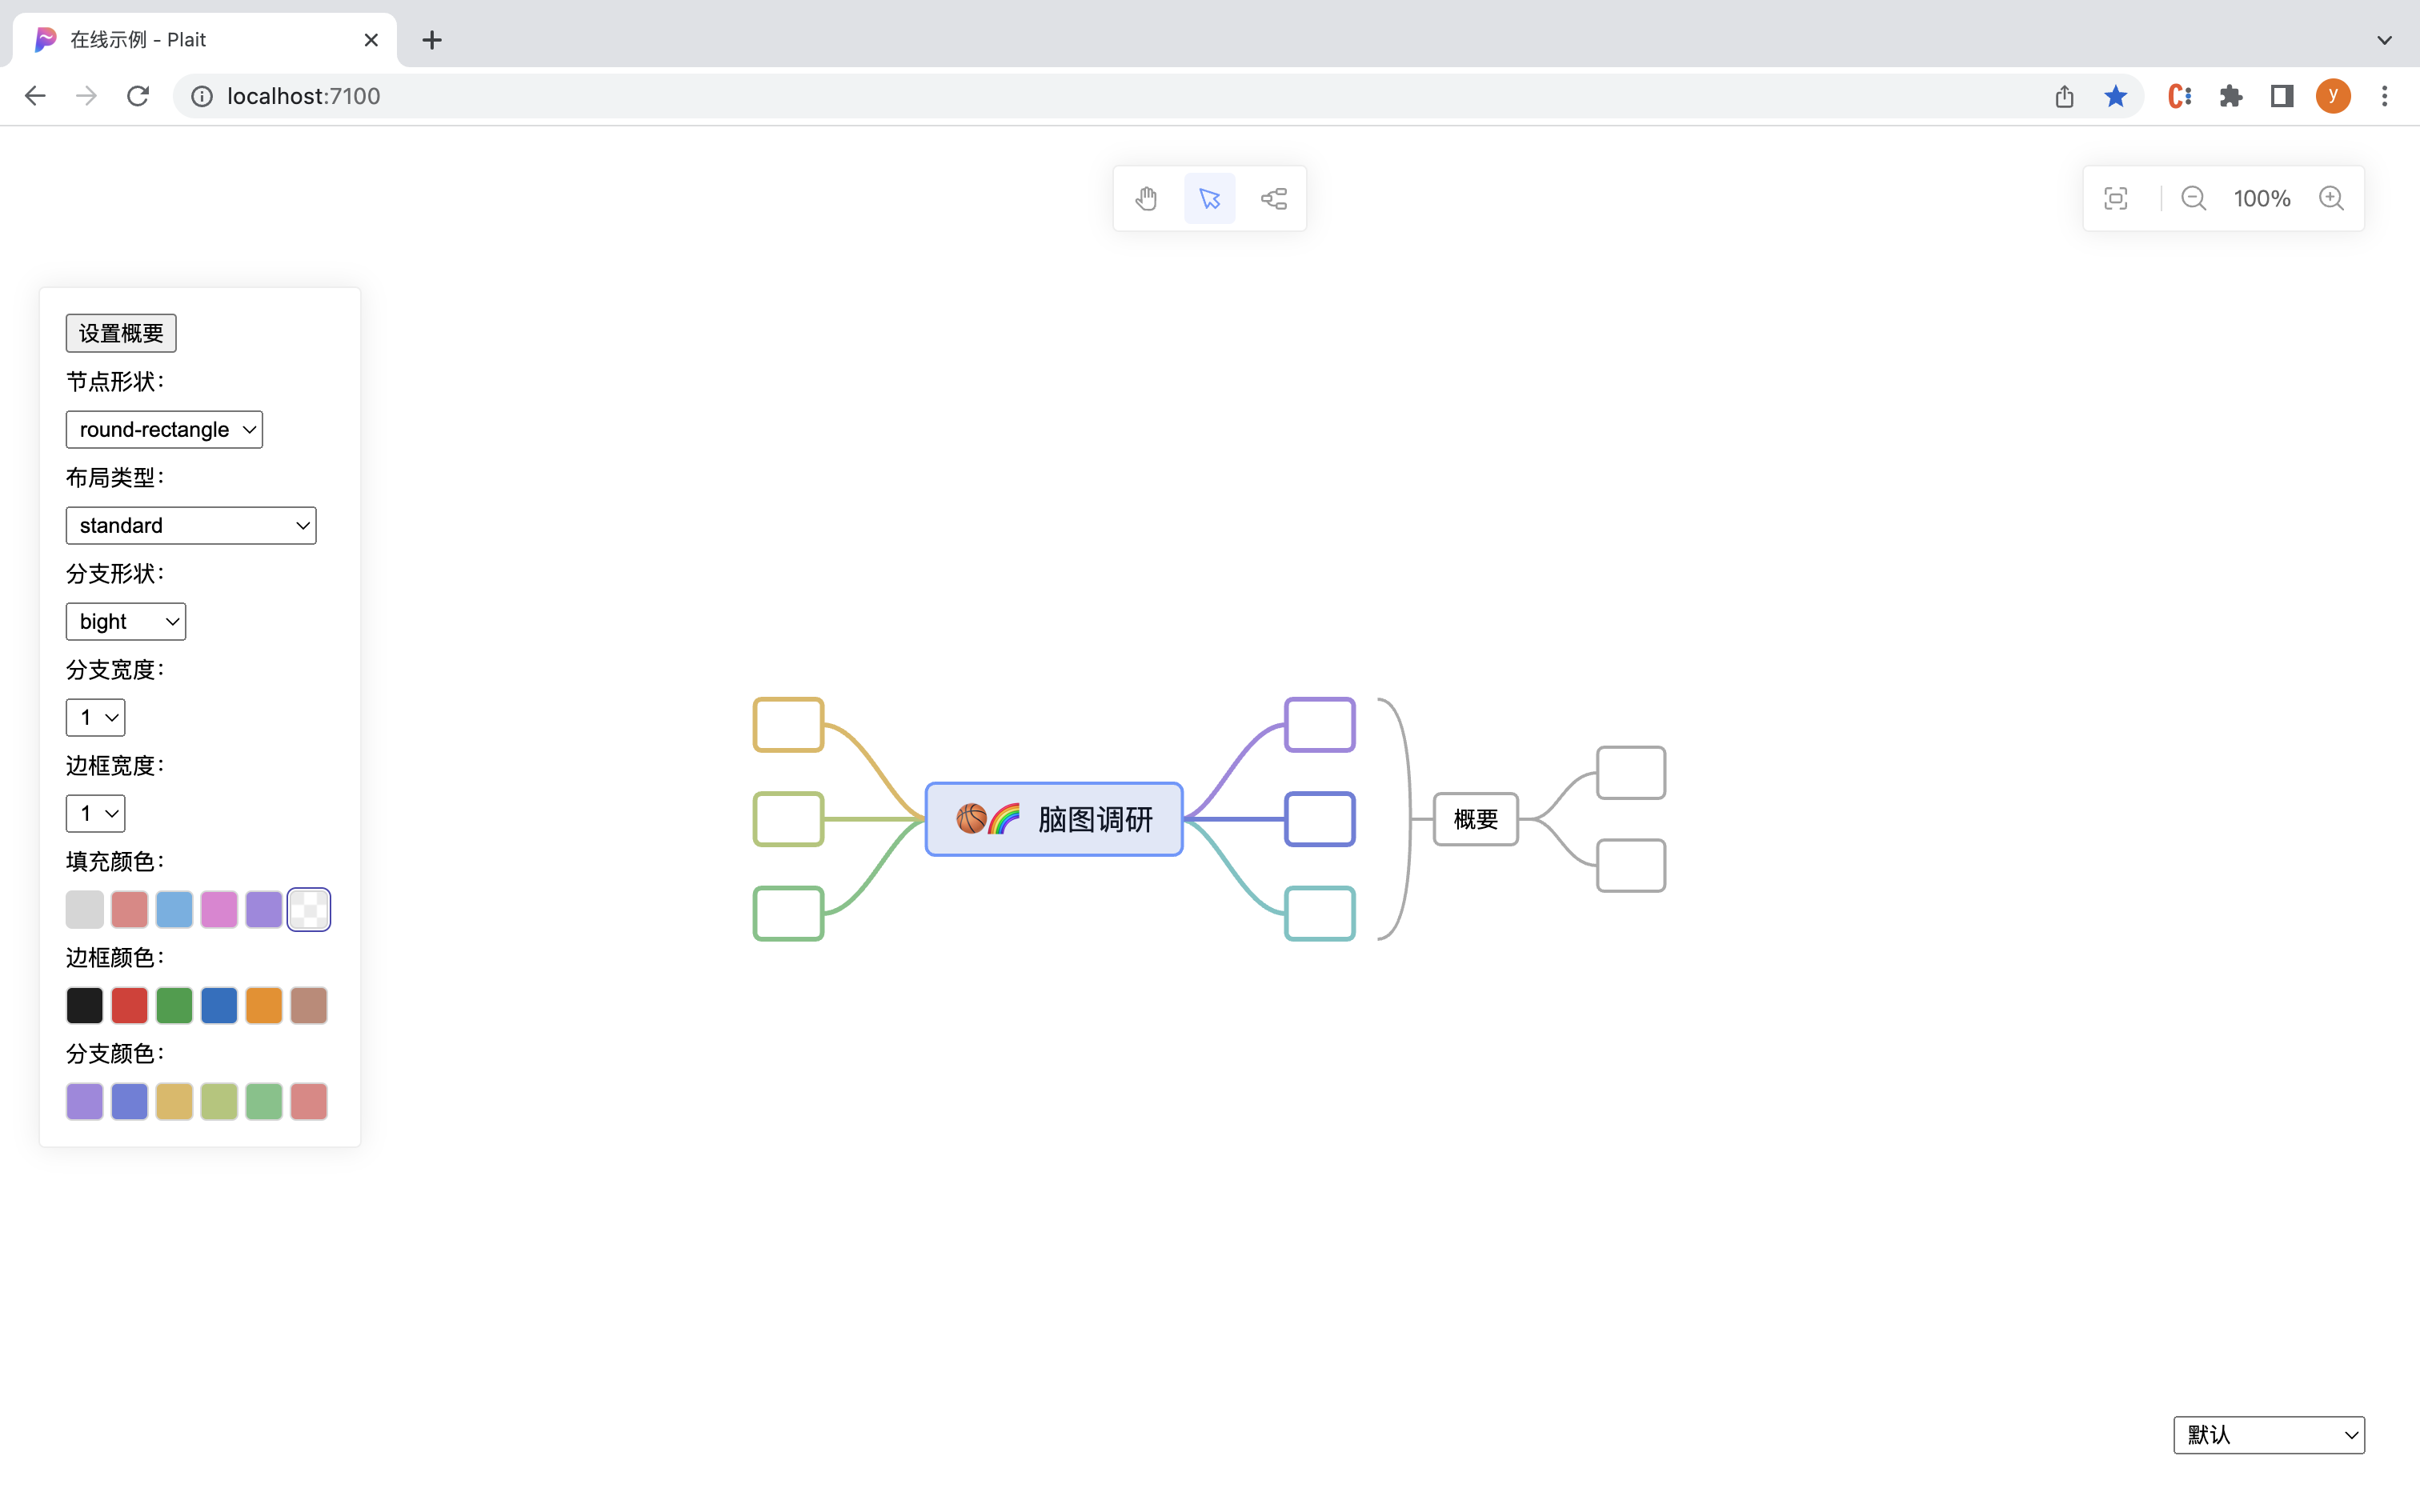 在线示例 - Plait
localhost:7100
100%
设置概要
节点形状：
round-rectangle
布局类型：
standard
分支形状：
bight
分支宽度：
1
边框宽度：
1
填充颜色：
边框颜色：
分支颜色：
🏀🌈 脑图调研
概要
默认
y